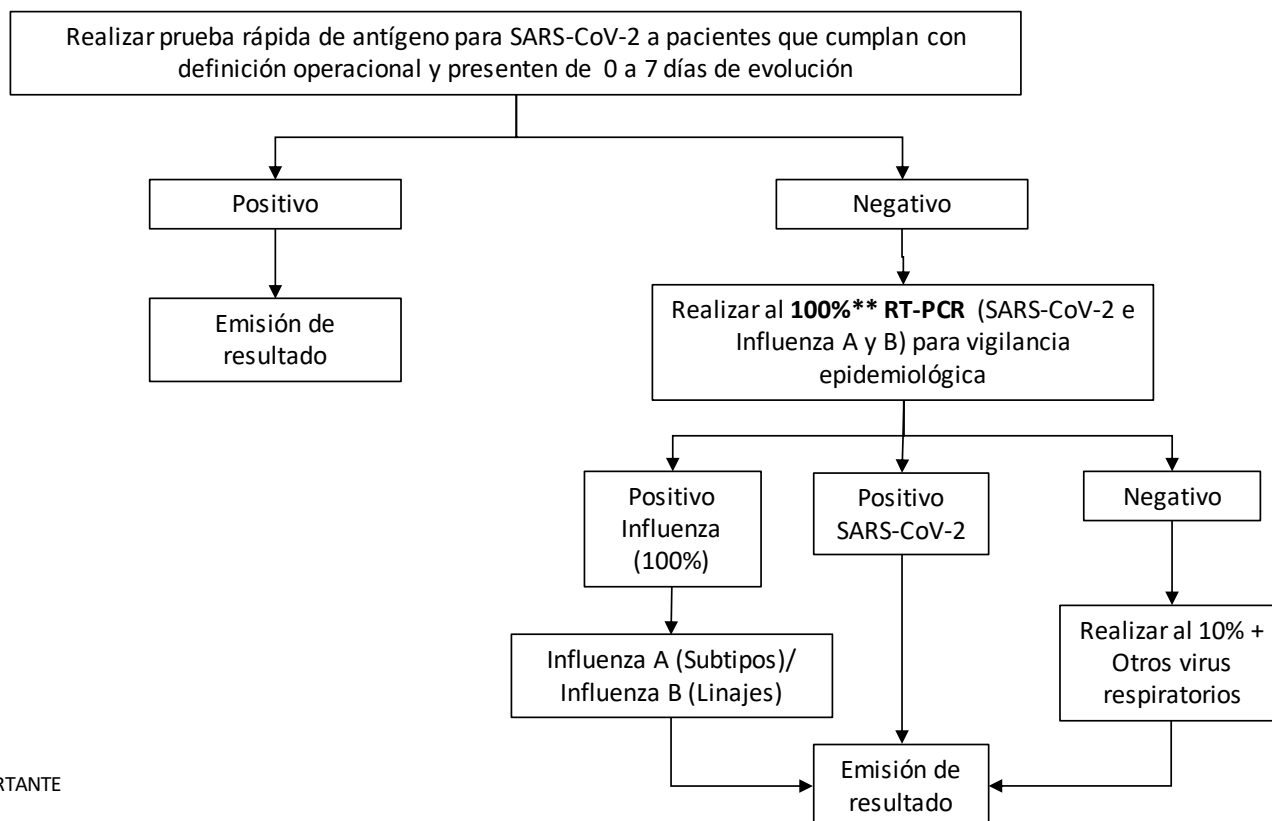 Realizar prueba rápida de antígeno para SARS-CoV-2 a pacientes que cumplan con
definición operacional y presenten de 0 a 7 días de evolución
Positivo
Negativo
Emisión de
resultado
Realizar al 100%** RT-PCR (SARS-CoV-2 e
Influenza A y B) para vigilancia
epidemiológica
Positivo
Influenza
(100%)
Positivo
SARS-CoV-2
Negativo
Influenza A (Subtipos)/
Influenza B (Linajes)
Realizar al 10% +
Otros virus
respiratorios
Emisión de
resultado
RTANTE